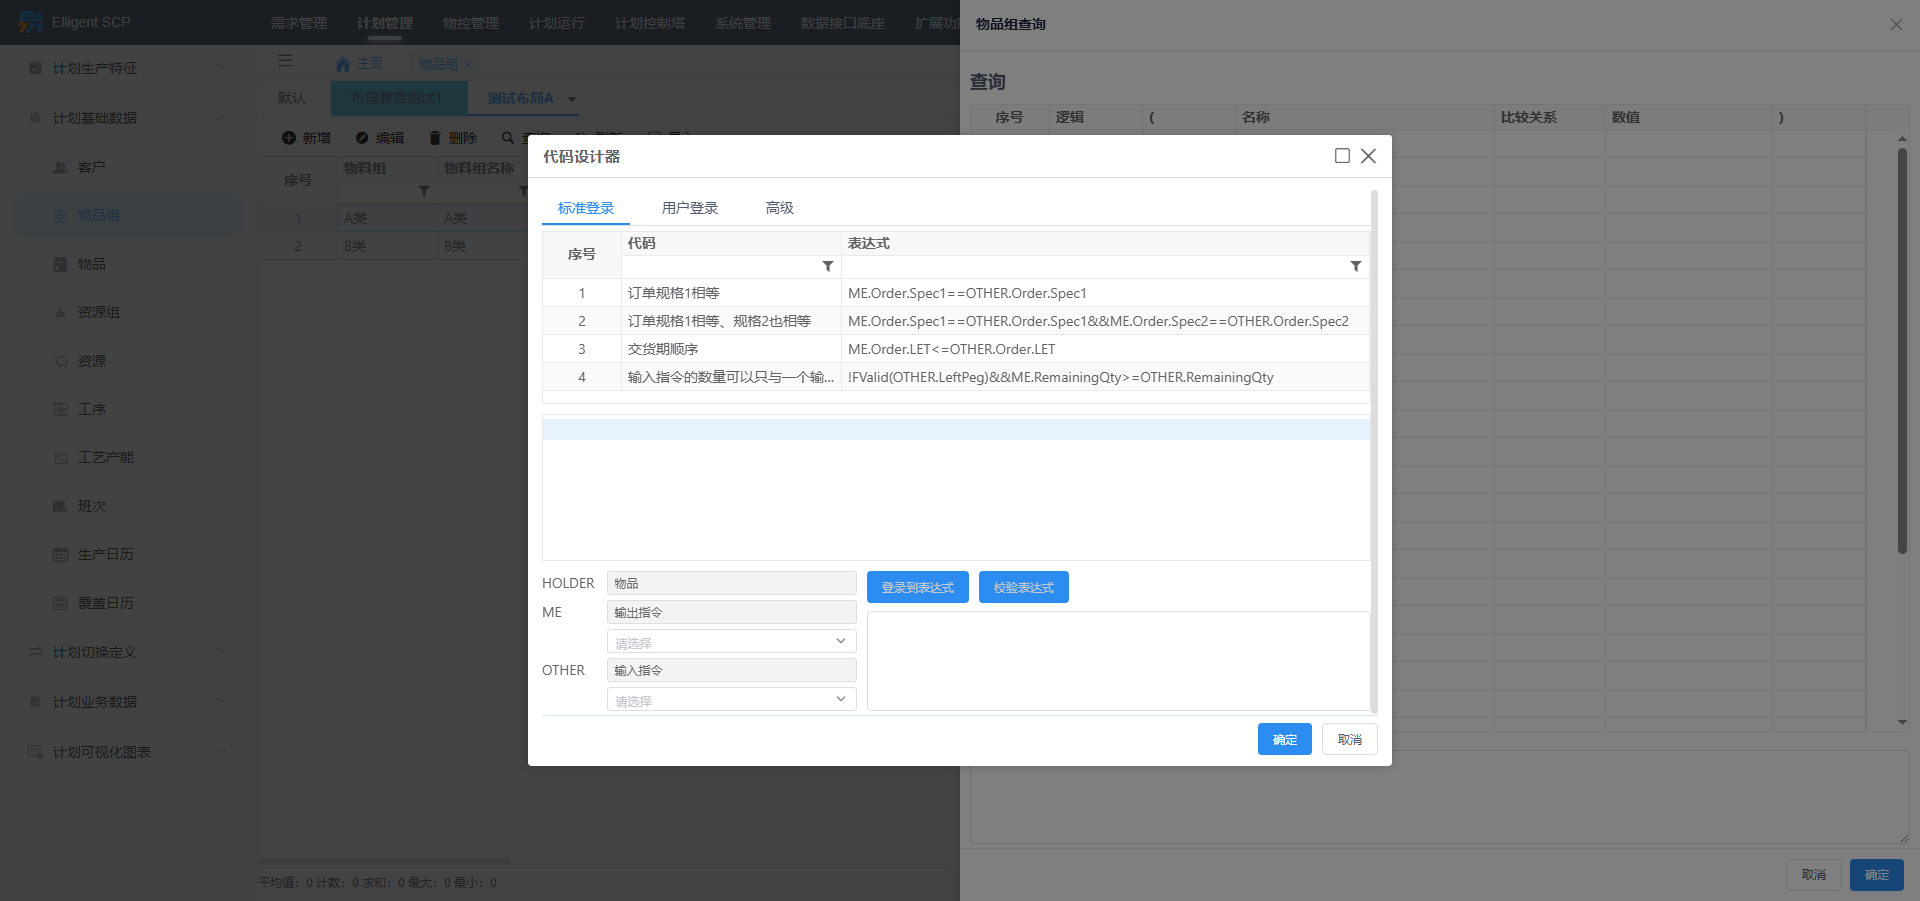 Elligent SCP
需求管理 计划管理 物控管理 计划运行 计划控制塔 系统管理 数据接口底座
物品组查询
计划生产特征
计划基础数据
客户
物品组
物品
资源组
资源
工序
工艺产能
班次
生产日历
覆盖日历
计划切换定义
计划业务数据
计划可视化图表
主页 物品组
默认 布局兼容测试1 测试布局A
新增 编辑 删除
序号 物料组 物料组名称
1 A类 A类
2 B类 B类
平均值: 0 计数: 0 求和: 0 最大: 0 最小: 0
查询
序号 逻辑 ( 名称 比较关系 数值 )
代码设计器
标准登录 用户登录 高级
序号 代码 表达式
1 订单规格1相等 ME.Order.Spec1==OTHER.Order.Spec1
2 订单规格1相等、规格2也相等 ME.Order.Spec1==OTHER.Order.Spec1&&ME.Order.Spec2==OTHER.Order.Spec2
3 交货期顺序 ME.Order.LET<=OTHER.Order.LET
4 输入指令的数量可以只与一个输... !FValid(OTHER.LeftPeg)&&ME.RemainingQty>=OTHER.RemainingQty
HOLDER 物品 登录到表达式 校验表达式
ME 输出指令
请选择
OTHER 输入指令
请选择
确定 取消
取消 确定